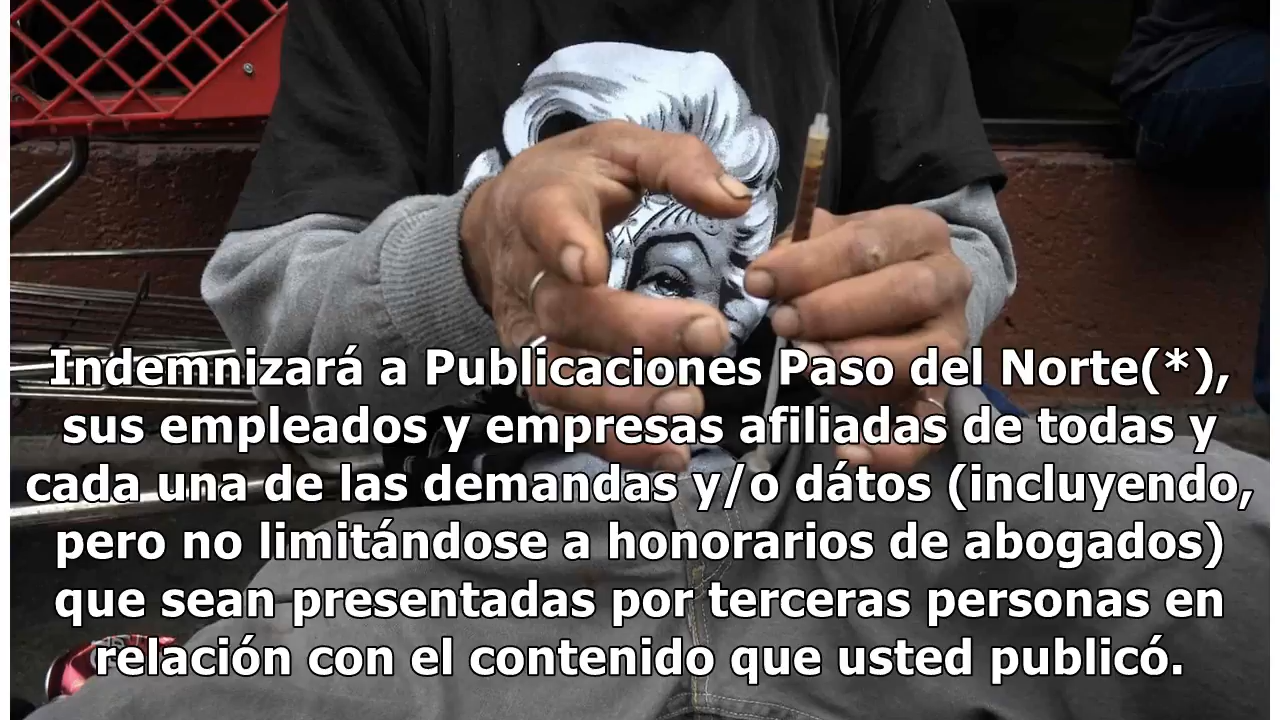 Indemnizará a Publicaciones Paso del Norte(*),
sus empleados y empresas afiliadas de todas y
cada una de las demandas y/o dátos (incluyendo,
pero no limitándose a honorarios de abogados)
que sean presentadas por terceras personas en
relación con el contenido que usted publicó.